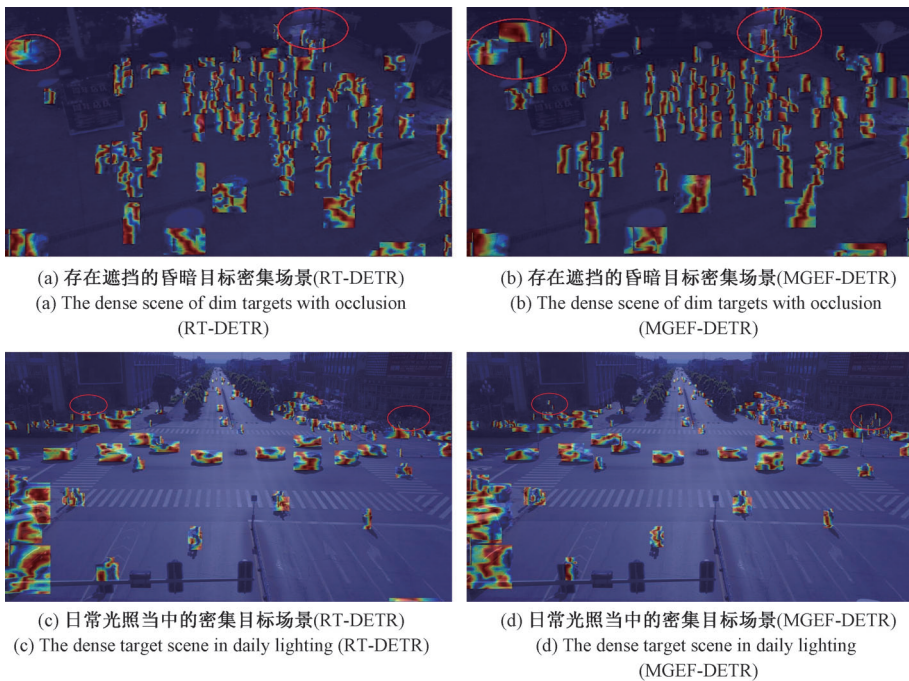 (a) 存在遮挡的昏暗目标密集场景(RT-DETR)
(a) The dense scene of dim targets with occlusion
(RT-DETR)
(b) 存在遮挡的昏暗目标密集场景(MGEF-DETR)
(b) The dense scene of dim targets with occlusion
(MGEF-DETR)
(c) 日常光照当中的密集目标场景(RT-DETR)
(c) The dense target scene in daily lighting (RT-DETR)
(d) 日常光照当中的密集目标场景(MGEF-DETR)
(d) The dense target scene in daily lighting
(MGEF-DETR)